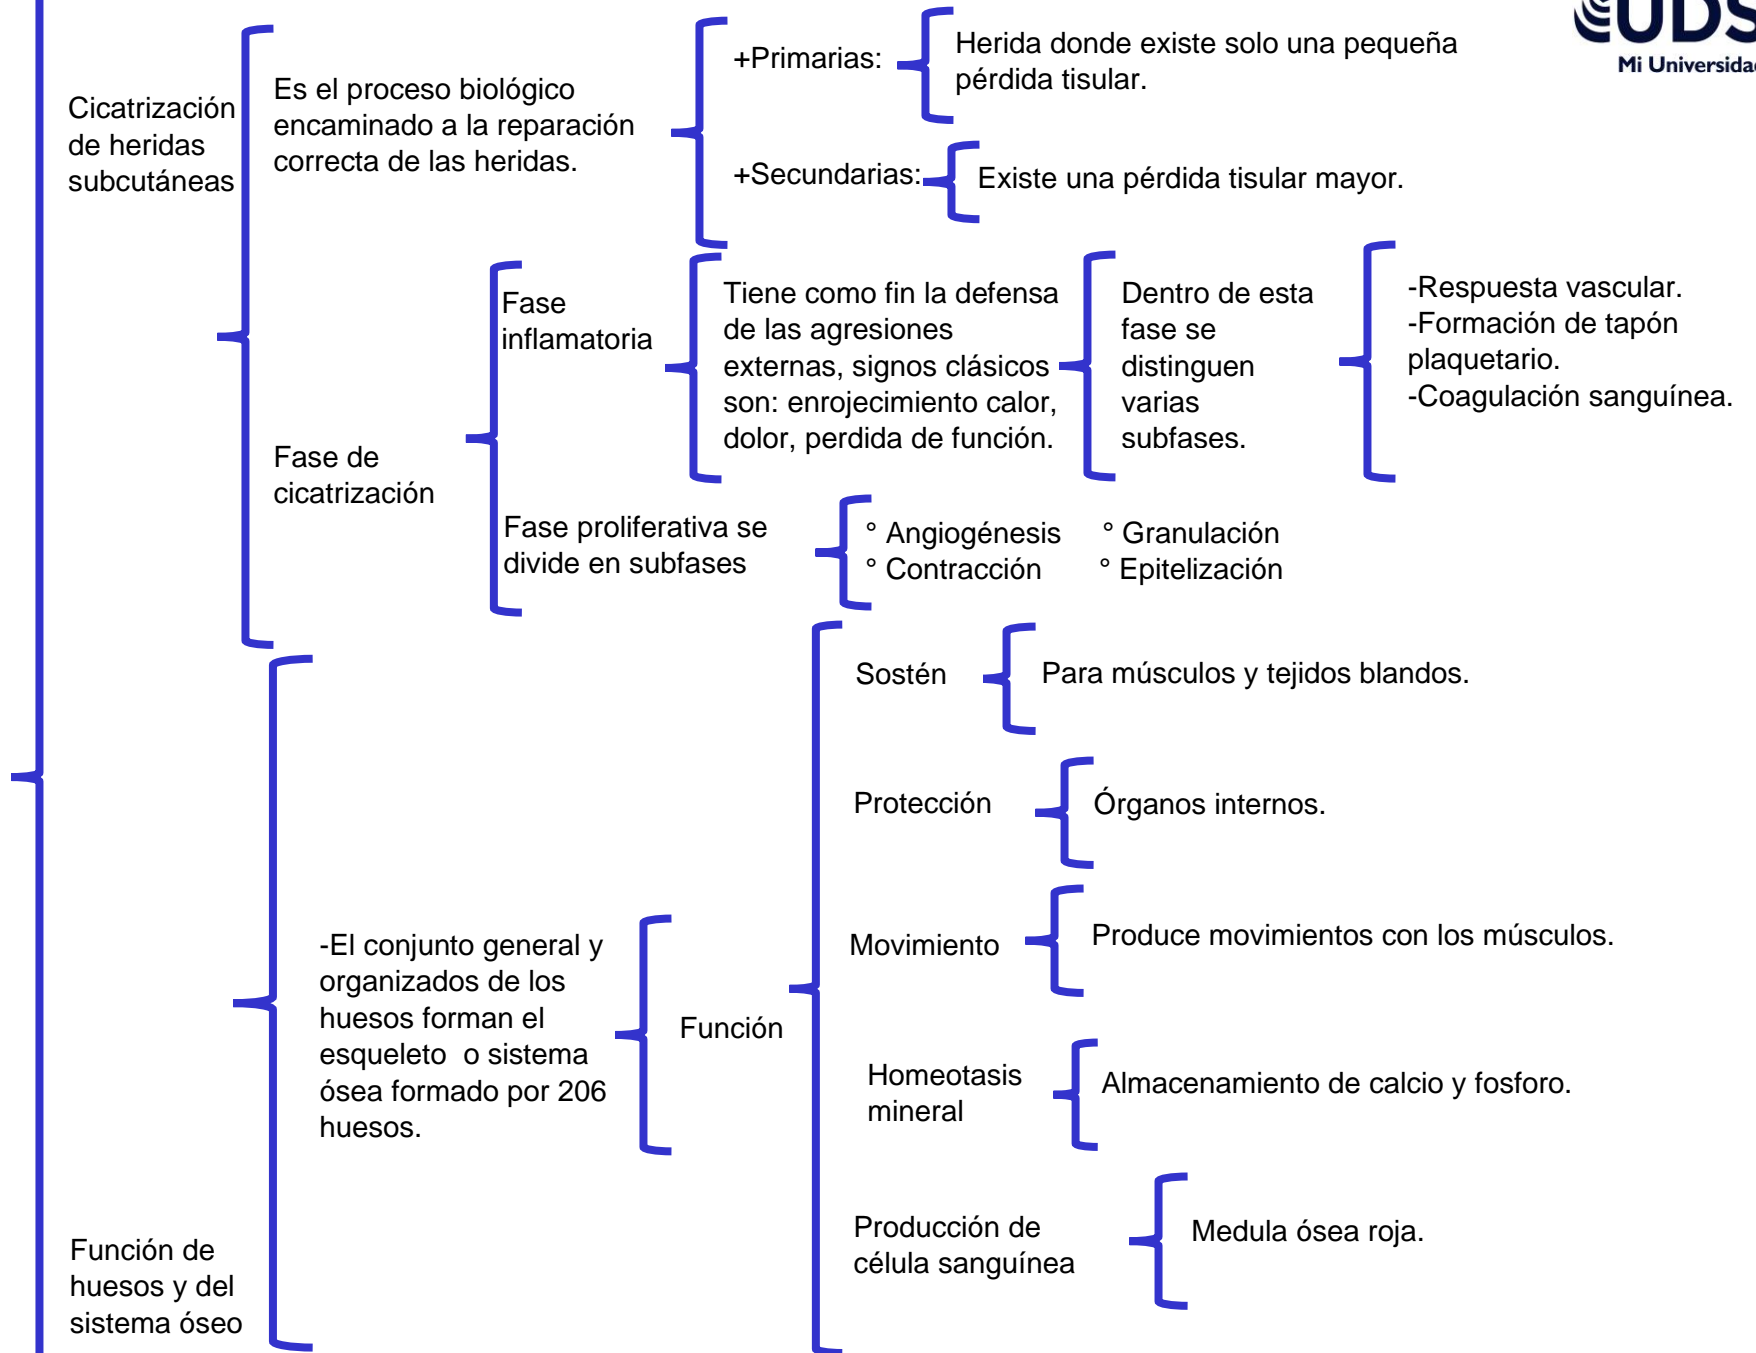 UDS
Mi Universidad
Cicatrización
de heridas
subcutáneas
Es el proceso biológico
encaminado a la reparación
correcta de las heridas.
+Primarias:
Herida donde existe solo una pequeña
pérdida tisular.
+Secundarias:
Existe una pérdida tisular mayor.
Fase de
cicatrización
Fase
inflamatoria
Tiene como fin la defensa
de las agresiones
externas, signos clásicos
son: enrojecimiento calor,
dolor, perdida de función.
Dentro de esta
fase se
distinguen
varias
subfases.
-Respuesta vascular.
-Formación de tapón
plaquetario.
-Coagulación sanguínea.
Fase proliferativa se
divide en subfases
° Angiogénesis ° Granulación
° Contracción ° Epitelización
Función de
huesos y del
sistema óseo
-El conjunto general y
organizados de los
huesos forman el
esqueleto o sistema
ósea formado por 206
huesos.
Función
Sostén
Para músculos y tejidos blandos.
Protección
Órganos internos.
Movimiento
Produce movimientos con los músculos.
Homeotasis
mineral
Almacenamiento de calcio y fosforo.
Producción de
célula sanguínea
Medula ósea roja.